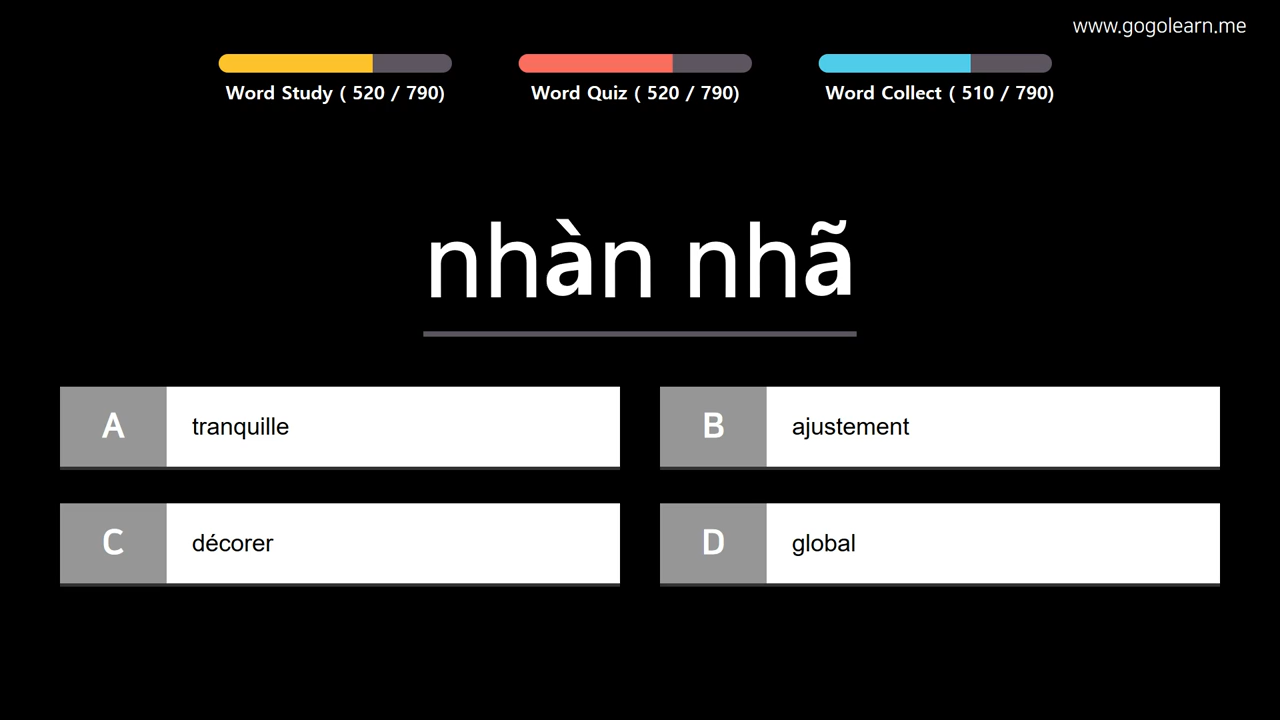 www.gogolearn.me
Word Study ( 520 / 790)
Word Quiz ( 520 / 790)
Word Collect ( 510 / 790)
nhàn nhã
A tranquille
B ajustement
C décorer
D global